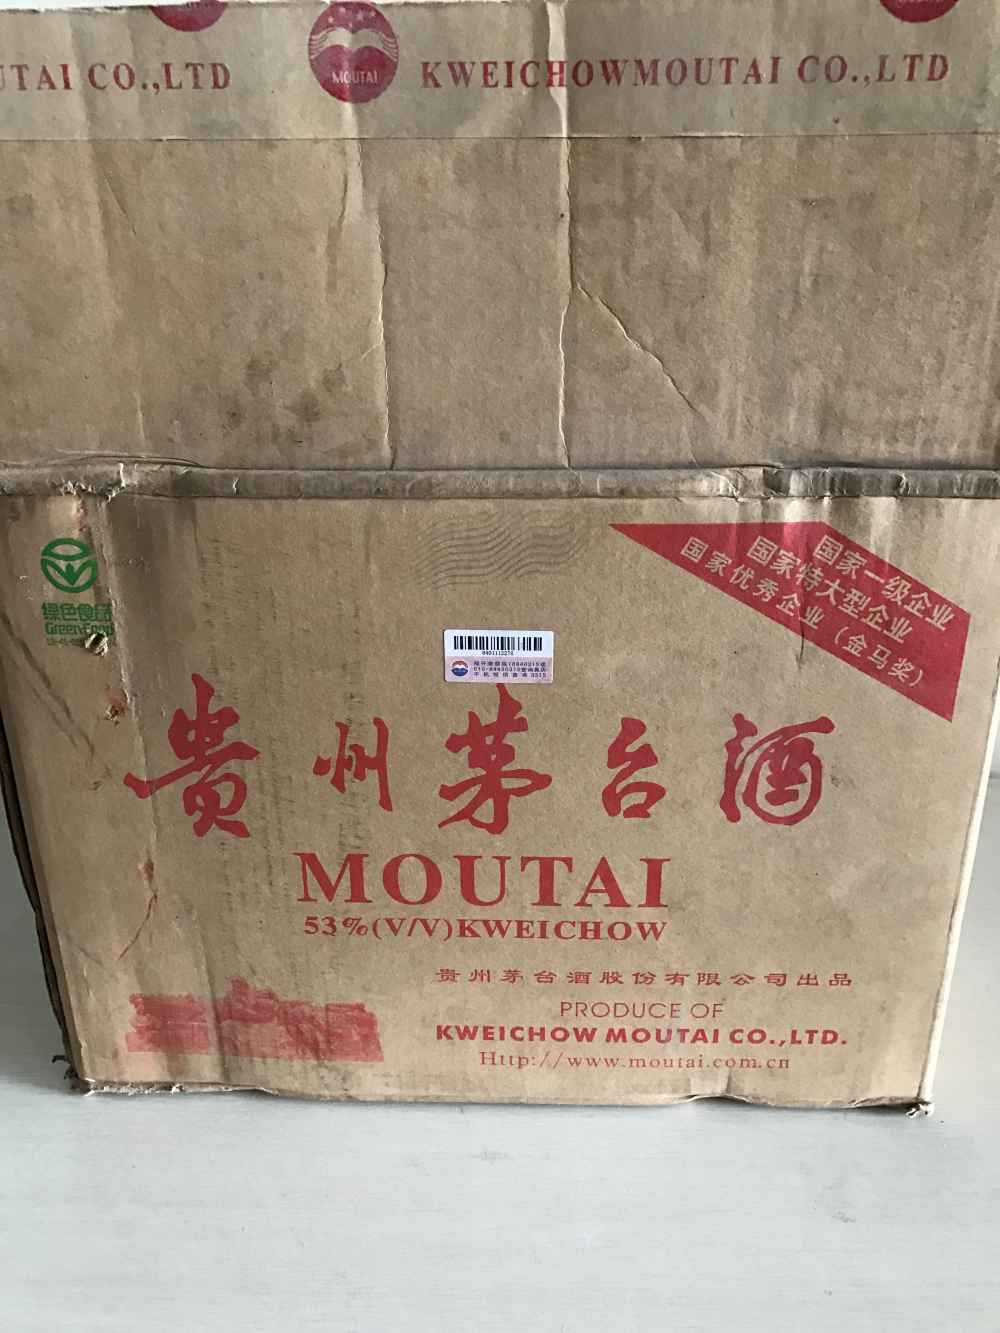 UTAI CO.,LTD
MOUTAI
KWEICHOWMOUTAI CO.,LTD
绿色食品
Green Food
国家一级企业
国家特大型企业
国家优秀企业（金马奖）
贵州茅台酒
MOUTAI
53%(V/V)KWEICHOW
贵州茅台酒股份有限公司出品
PRODUCE OF
KWEICHOW MOUTAI CO.,LTD.
Http://www.moutai.com.cn